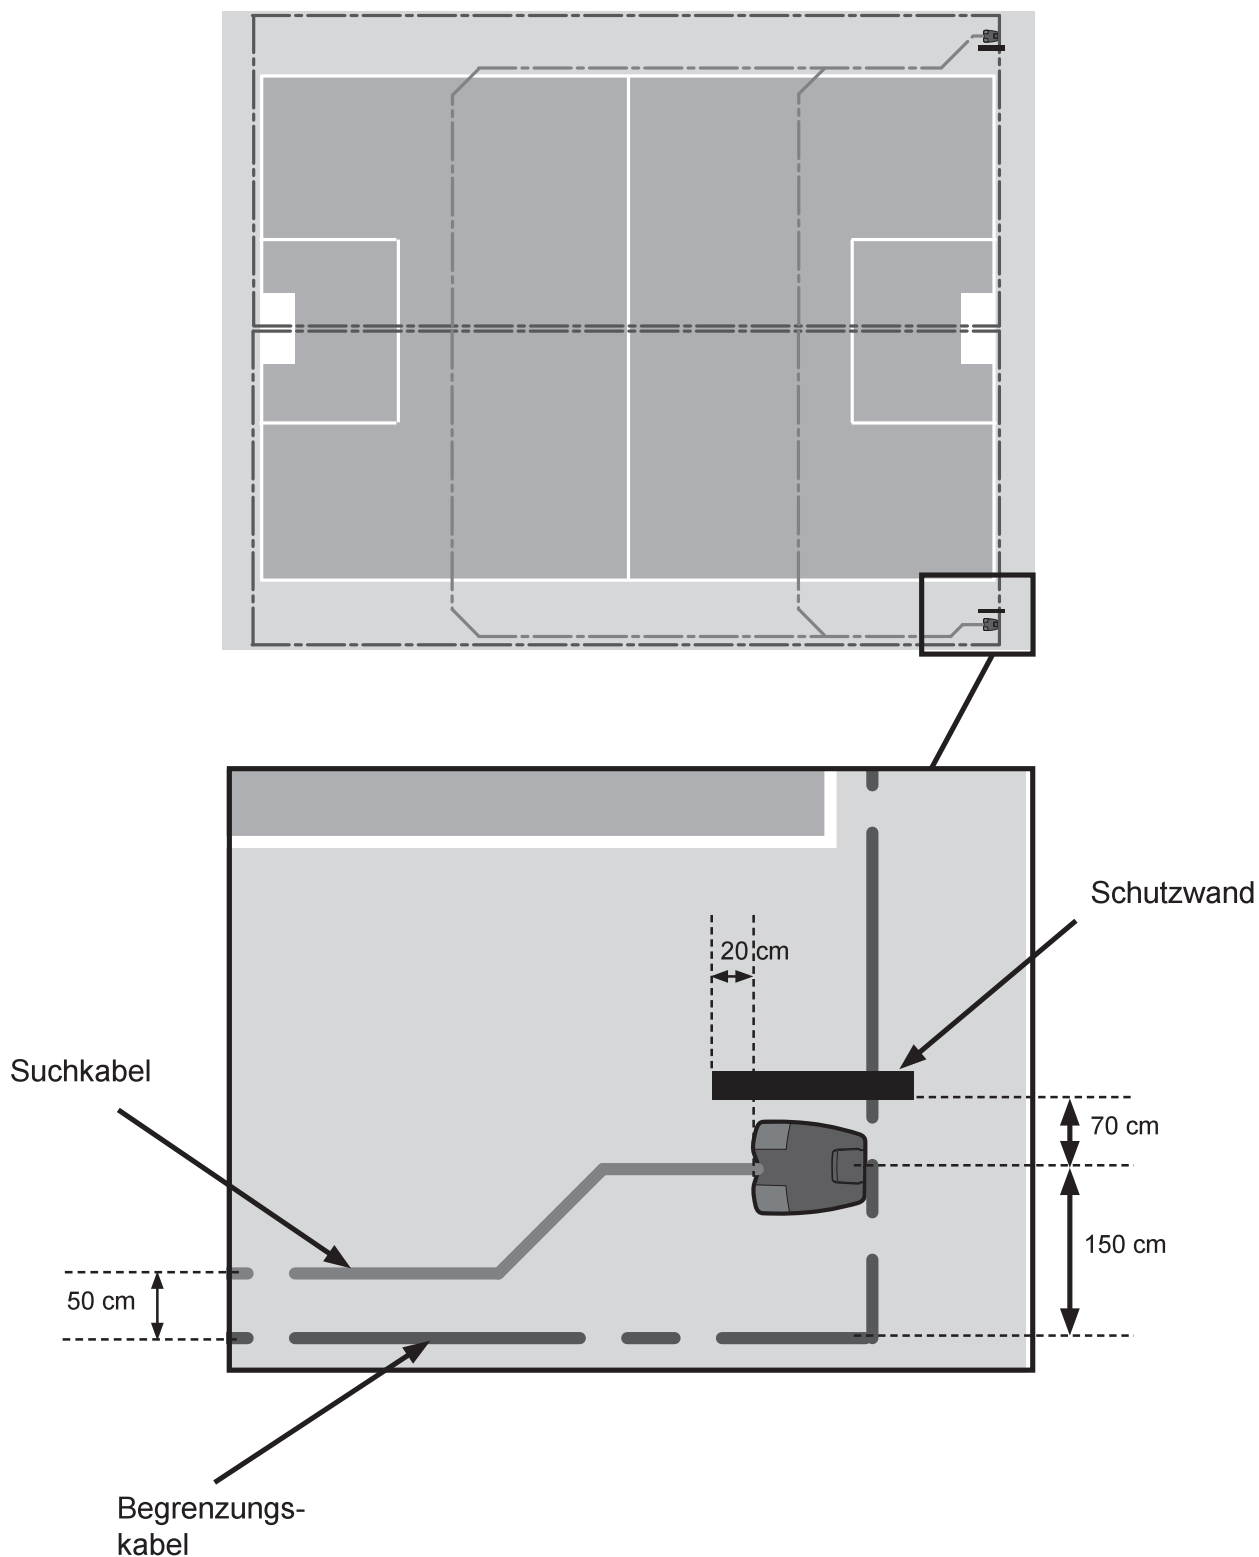 Schutzwand
20 cm
Suchkabel
70 cm
150 cm
50 cm
Begrenzungs-
kabel